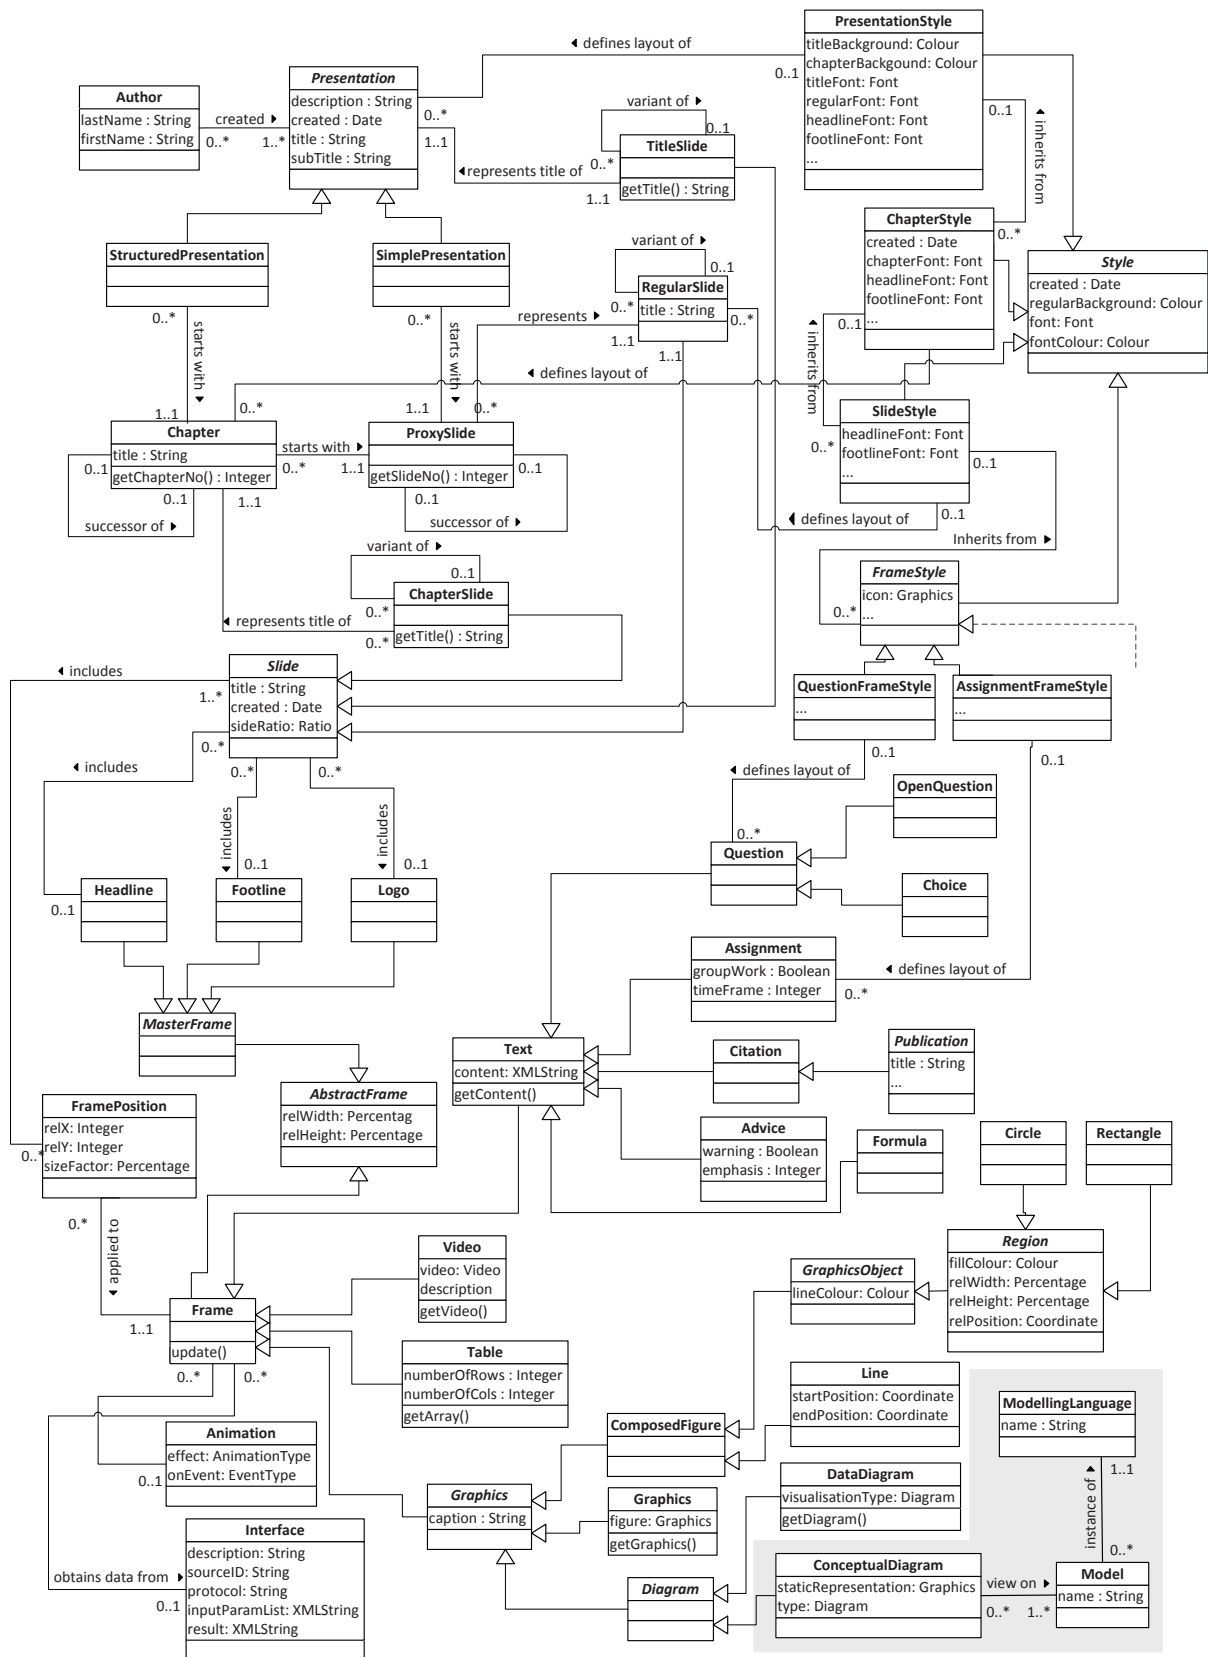 PresentationStyle
titleBackground: Colour
chapterBackgound: Colour
titleFont: Font
regularFont: Font
headlineFont: Font
footlineFont: Font
...
defines layout of
0..1
0..*
Presentation
description : String
created : Date
title : String
subTitle : String
Author
lastName : String
firstName : String
created
0..*
1..*
1..1
variant of
0..1
0..*
TitleSlide
getTitle() : String
represents title of
1..1
0..1
inherits from
0..*
ChapterStyle
created : Date
chapterFont: Font
headlineFont: Font
footlineFont: Font
...
Style
created : Date
regularBackground: Colour
font: Font
fontColour: Colour
StructuredPresentation
SimplePresentation
variant of
0..1
0..*
RegularSlide
title : String
0..*
represents
1..1
1..1
0..*
starts with
1..1
0..*
starts with
1..1
0..*
defines layout of
0..*
0..1
inherits from
0..*
SlideStyle
headlineFont: Font
footlineFont: Font
...
0..1
0..1
defines layout of
Chapter
title : String
getChapterNo() : Integer
starts with
0..*
1..1
ProxySlide
getSlideNo() : Integer
0..1
0..1
successor of
0..1
0..1
successor of
1..1
Inherits from
variant of
0..1
0..*
ChapterSlide
getTitle() : String
represents title of
0..*
FrameStyle
icon: Graphics
...
0..*
QuestionFrameStyle
...
AssignmentFrameStyle
...
0..1
0..1
includes
1..*
Slide
title : String
created : Date
sideRatio: Ratio
0..*
includes
0..*
0..*
includes
includes
0..1
0..1
0..1
Headline
Footline
Logo
defines layout of
0..*
OpenQuestion
Question
Choice
Assignment
groupWork : Boolean
timeFrame : Integer
defines layout of
0..*
MasterFrame
Text
content: XMLString
getContent()
Citation
Publication
title : String
...
AbstractFrame
relWidth: Percentag
relHeight: Percentage
FramePosition
relX: Integer
relY: Integer
sizeFactor: Percentage
0..*
Advice
warning : Boolean
emphasis : Integer
Formula
Circle
Rectangle
0.*
applied to
1..1
Video
video: Video
description
getVideo()
GraphicsObject
lineColour: Colour
Region
fillColour: Colour
relWidth: Percentage
relHeight: Percentage
relPosition: Coordinate
Frame
update()
0..*
0..*
Table
numberOfRows : Integer
numberOfCols : Integer
getArray()
Line
startPosition: Coordinate
endPosition: Coordinate
ComposedFigure
ModellingLanguage
name : String
1..1
instance of
0..*
Animation
effect: AnimationType
onEvent: EventType
0..1
Graphics
caption : String
Graphics
figure: Graphics
getGraphics()
DataDiagram
visualisationType: Diagram
getDiagram()
Interface
description: String
sourceID: String
protocol: String
inputParamList: XMLString
result: XMLString
obtains data from
0..1
Diagram
ConceptualDiagram
staticRepresentation: Graphics
type: Diagram
view on
0..*
1..*
Model
name : String